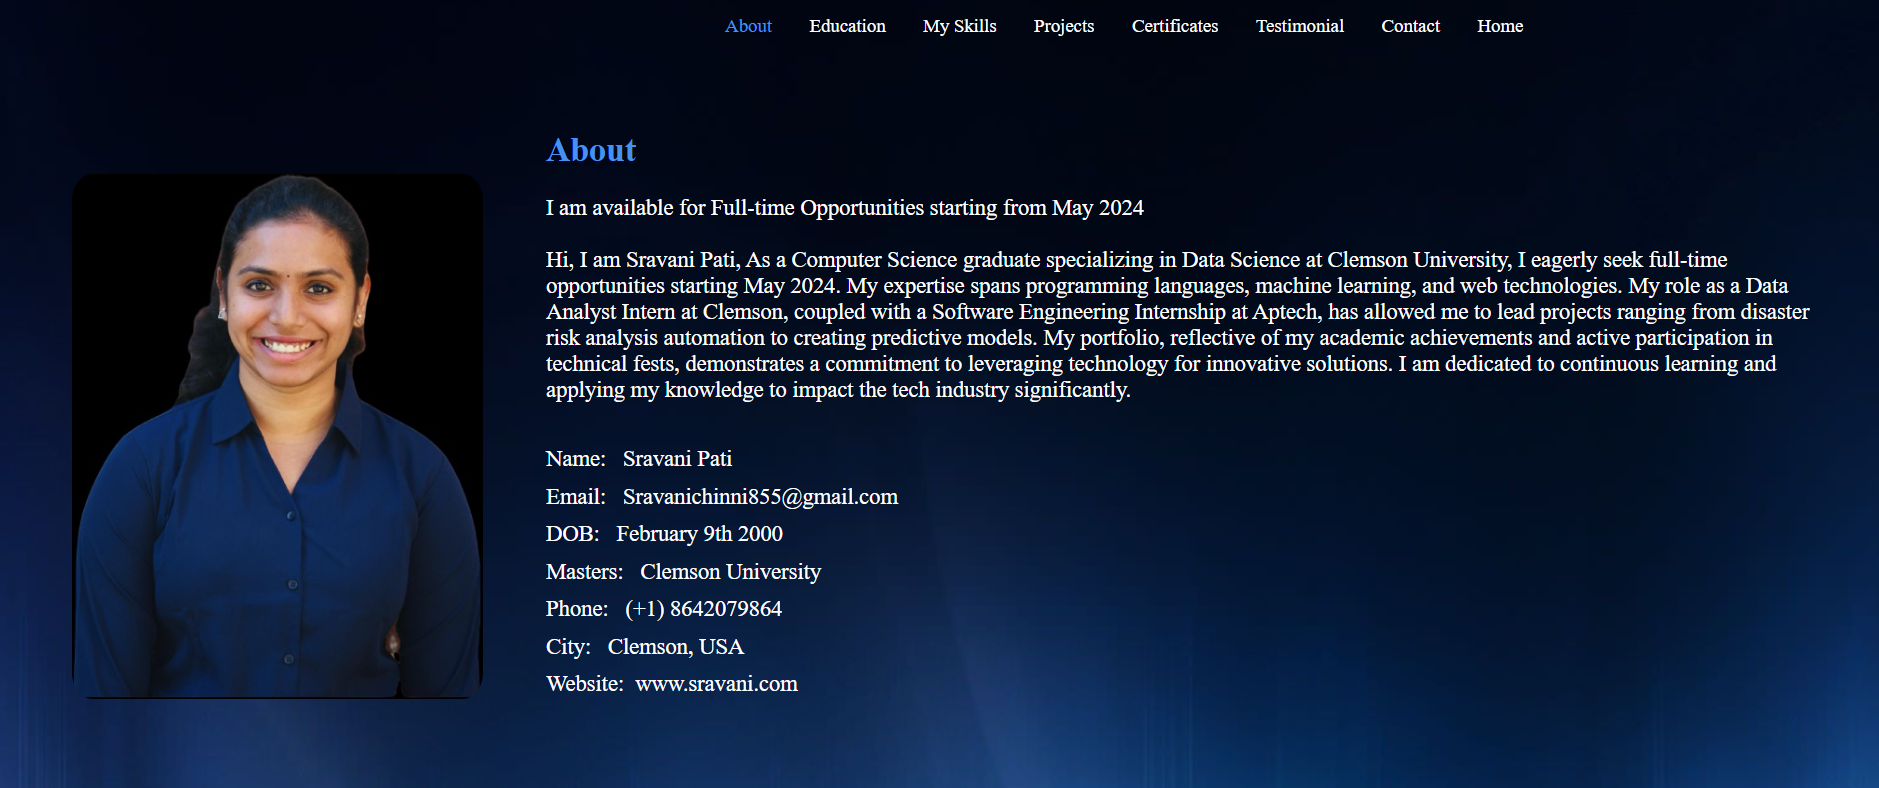 About Education My Skills Projects Certificates Testimonial Contact Home
About
I am available for Full-time Opportunities starting from May 2024
Hi, I am Sravani Pati, As a Computer Science graduate specializing in Data Science at Clemson University, I eagerly seek full-time
opportunities starting May 2024. My expertise spans programming languages, machine learning, and web technologies. My role as a Data
Analyst Intern at Clemson, coupled with a Software Engineering Internship at Aptech, has allowed me to lead projects ranging from disaster
risk analysis automation to creating predictive models. My portfolio, reflective of my academic achievements and active participation in
technical fests, demonstrates a commitment to leveraging technology for innovative solutions. I am dedicated to continuous learning and
applying my knowledge to impact the tech industry significantly.
Name: Sravani Pati
Email: Sravanichinni855@gmail.com
DOB: February 9th 2000
Masters: Clemson University
Phone: (+1) 8642079864
City: Clemson, USA
Website: www.sravani.com